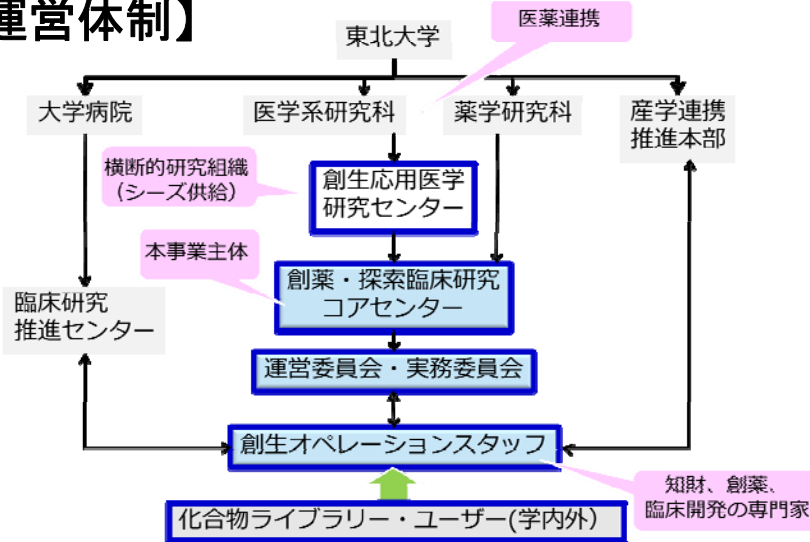 運営体制】
医薬連携
東北大学
大学病院
医学系研究科
薬学研究科
産学連携
推進本部
横断的研究組織
（シーズ供給）
創生応用医学
研究センター
本事業主体
創薬・探索臨床研究
コアセンター
臨床研究
推進センター
運営委員会・実務委員会
創生オペレーションスタッフ
知財、創薬、
臨床開発の専門家
化合物ライブラリー・ユーザー(学内外）